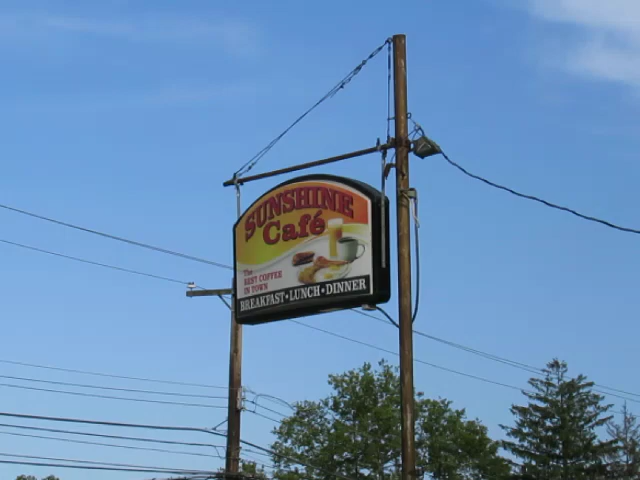 SUNSHINE
Café
The
BEST COFFEE
IN TOWN
BREAKFAST • LUNCH • DINNER